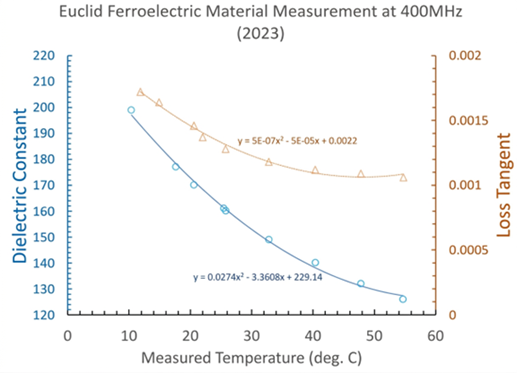 Euclid Ferroelectric Material Measurement at 400MHz
(2023)
220
210
200
190
180
170
160
150
140
130
120
Dielectric Constant
0.002
0.0015
0.001
0.0005
0
Loss Tangent
y = 5E-07x² - 5E-05x + 0.0022
y = 0.0274x² - 3.3608x + 229.14
0 10 20 30 40 50 60
Measured Temperature (deg. C)